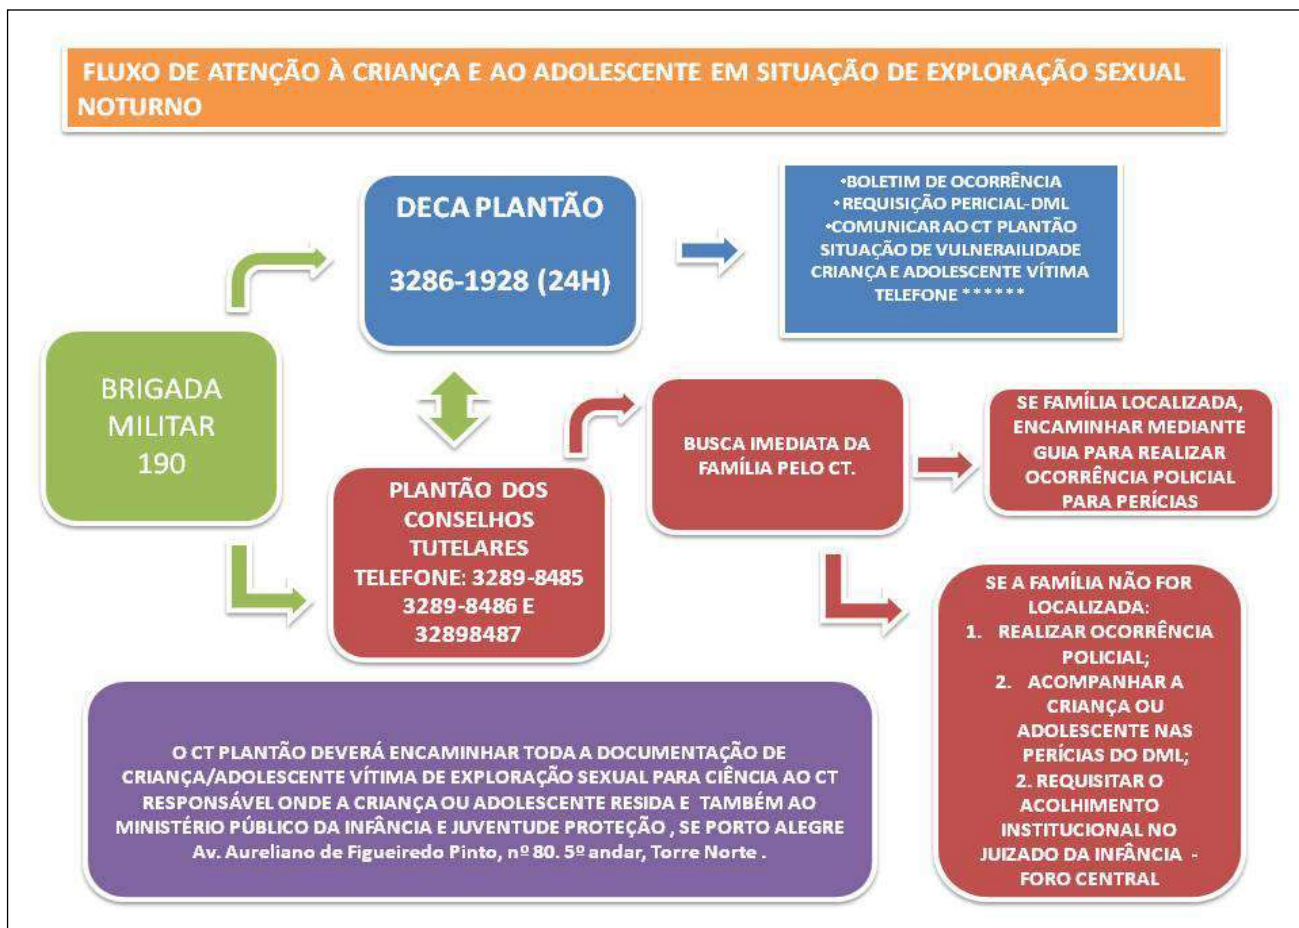 FLUXO DE ATENÇÃO À CRIANÇA E AO ADOLESCENTE EM SITUAÇÃO DE EXPLORAÇÃO SEXUAL
NOTURNO
DECA PLANTÃO
3286-1928 (24H)
•BOLETIM DE OCORRÊNCIA
•REQUISIÇÃO PERICIAL-DML
•COMUNICAR AO CT PLANTÃO
SITUAÇÃO DE VULNERAILIDADE
CRIANÇA E ADOLESCENTE VÍTIMA
TELEFONE * * * * * *
BRIGADA
MILITAR
190
PLANTÃO DOS
CONSELHOS
TUTELARES
TELEFONE: 3289-8485
3289-8486 E
32898487
BUSCA IMEDIATA DA
FAMÍLIA PELO CT.
SE FAMÍLIA LOCALIZADA,
ENCAMINHAR MEDIANTE
GUIA PARA REALIZAR
OCORRÊNCIA POLICIAL
PARA PERÍCIAS
SE A FAMÍLIA NÃO FOR
LOCALIZADA:
1. REALIZAR OCORRÊNCIA
POLICIAL;
2. ACOMPANHAR A
CRIANÇA OU
ADOLESCENTE NAS
PERÍCIAS DO DML;
2. REQUISITAR O
ACOLHIMENTO
INSTITUCIONAL NO
JUIZADO DA INFÂNCIA -
FORO CENTRAL
O CT PLANTÃO DEVERÁ ENCAMINHAR TODA A DOCUMENTAÇÃO DE
CRIANÇA/ADOLESCENTE VÍTIMA DE EXPLORAÇÃO SEXUAL PARA CIÊNCIA AO CT
RESPONSÁVEL ONDE A CRIANÇA OU ADOLESCENTE RESIDA E TAMBÉM AO
MINISTÉRIO PÚBLICO DA INFÂNCIA E JUVENTUDE PROTEÇÃO , SE PORTO ALEGRE
Av. Aureliano de Figueiredo Pinto, nº 80. 5º andar, Torre Norte .